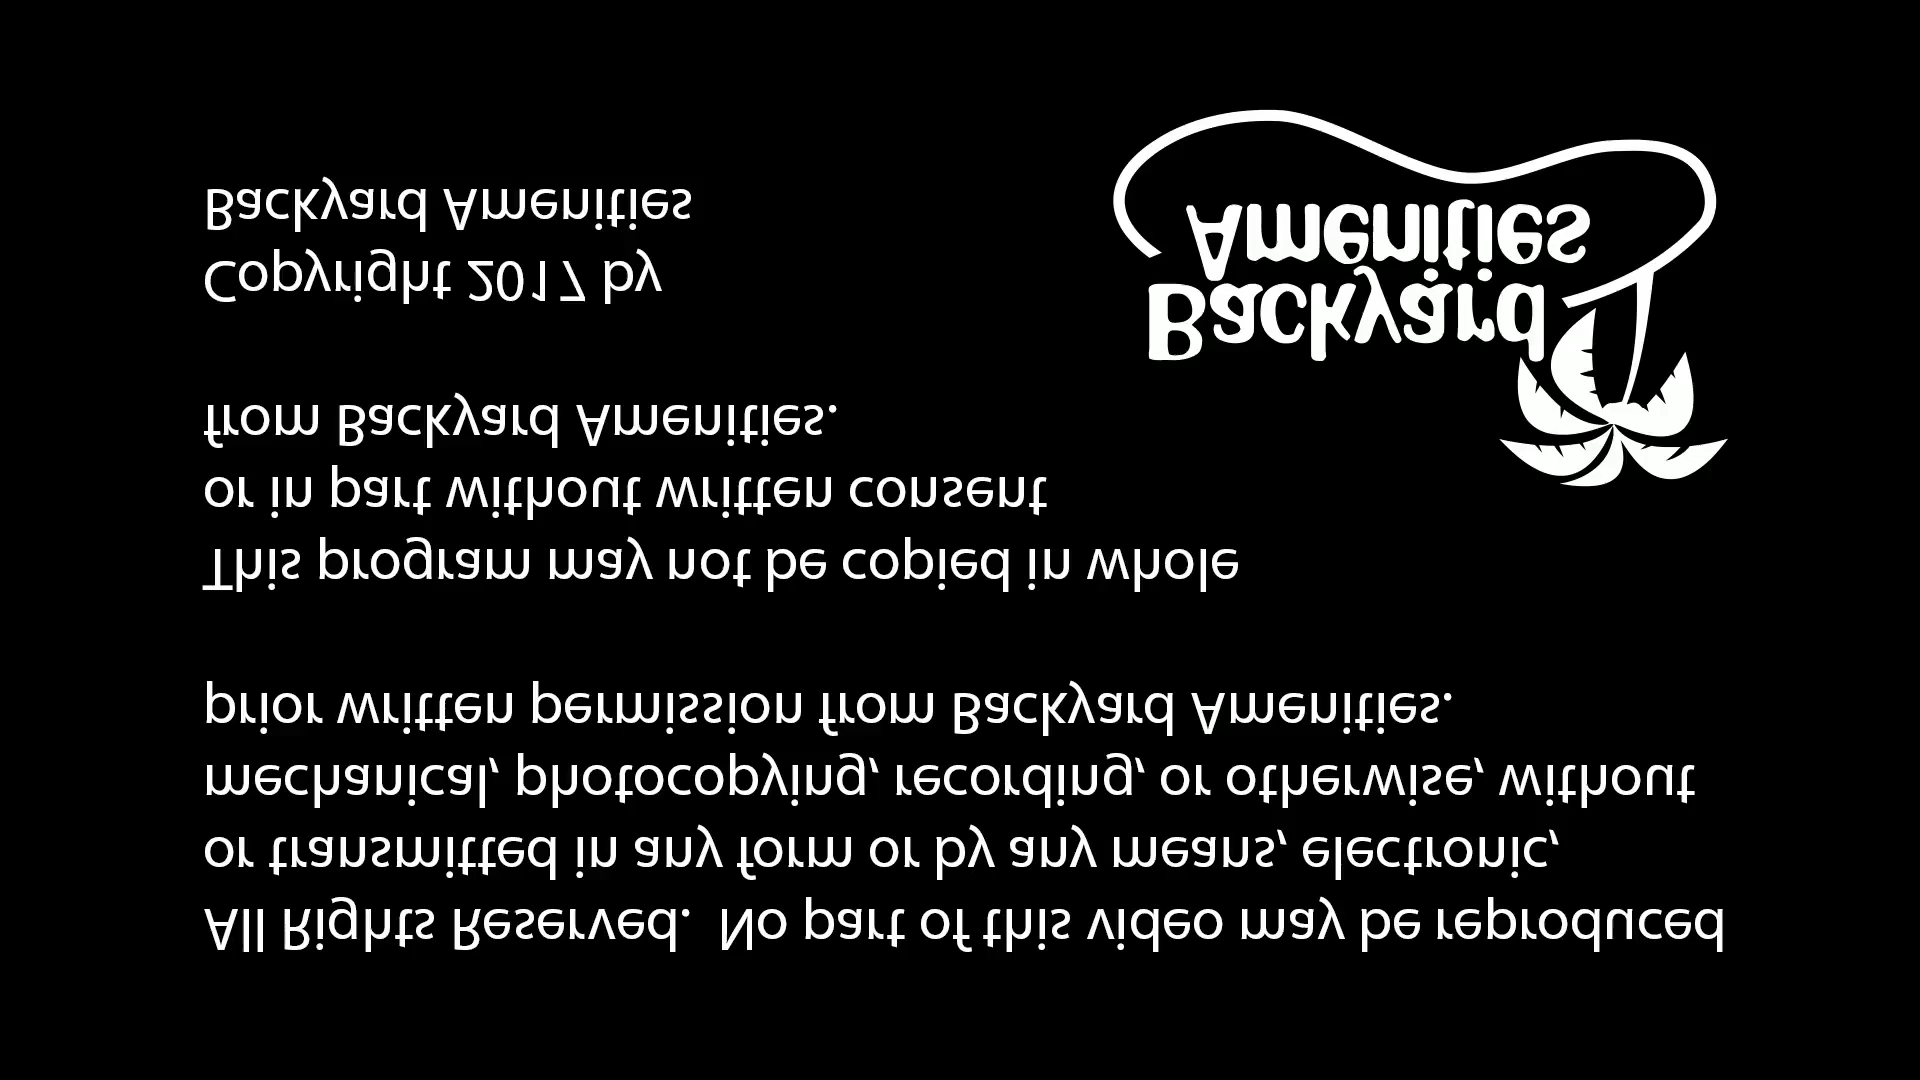 All Rights Reserved.  No part of this video may be reproduced
or transmitted in any form or by any means, electronic,
mechanical, photocopying, recording, or otherwise, without
prior written permission from Backyard Amenities.
This program may not be copied in whole
or in part without written consent
from Backyard Amenities.
Copyright 2017 by
Backyard Amenities
Backyard
Amenities